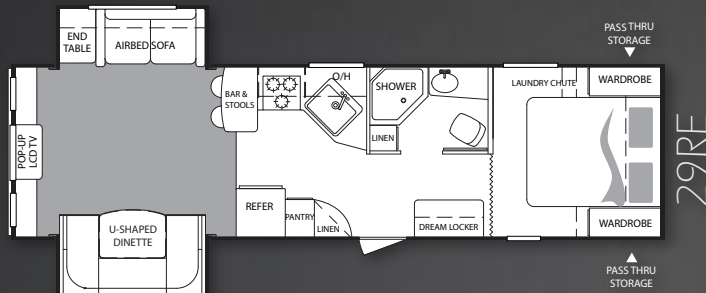 END
TABLE
AIRBED SOFA
PASS THRU
STORAGE
BAR &
STOOLS
O/H
SHOWER
LAUNDRY CHUTE
WARDROBE
POP-UP
LCD TV
LINEN
29RE
REFER
PANTRY
LINEN
DREAM LOCKER
WARDROBE
U-SHAPED
DINETTE
PASS THRU
STORAGE